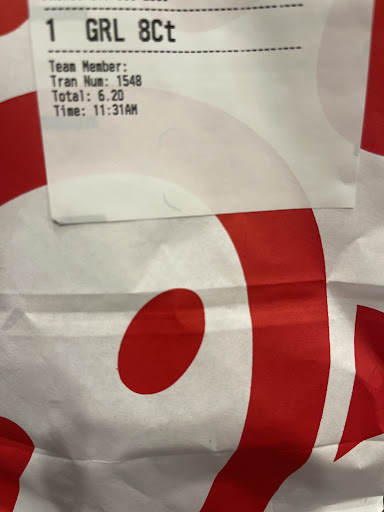 1 GRL 8Ct
Team Member:
Tran Num: 1548
Total: 6.20
Time: 11:31AM